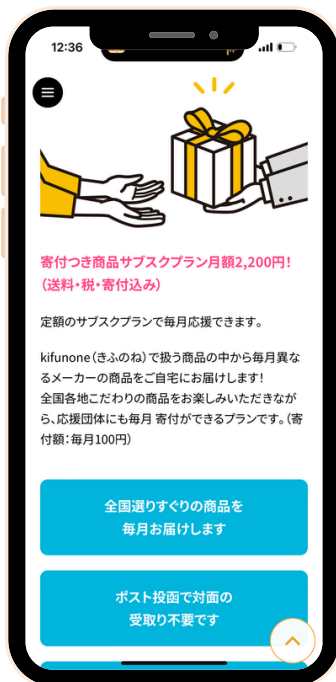 12:36
寄付つき商品サブスクプラン月額2,200円!
(送料・税・寄付込み)
定額のサブスクプランで毎月応援できます。
kifunone(きふのね)で扱う商品の中から毎月異な
るメーカーの商品をご自宅にお届けします!
全国各地こだわりの商品をお楽しみいただきなが
ら、応援団体にも毎月 寄付ができるプランです。(寄
付額:毎月100円)
全国選りすぐりの商品を
毎月お届けします
ポスト投函で対面の
受取り不要です